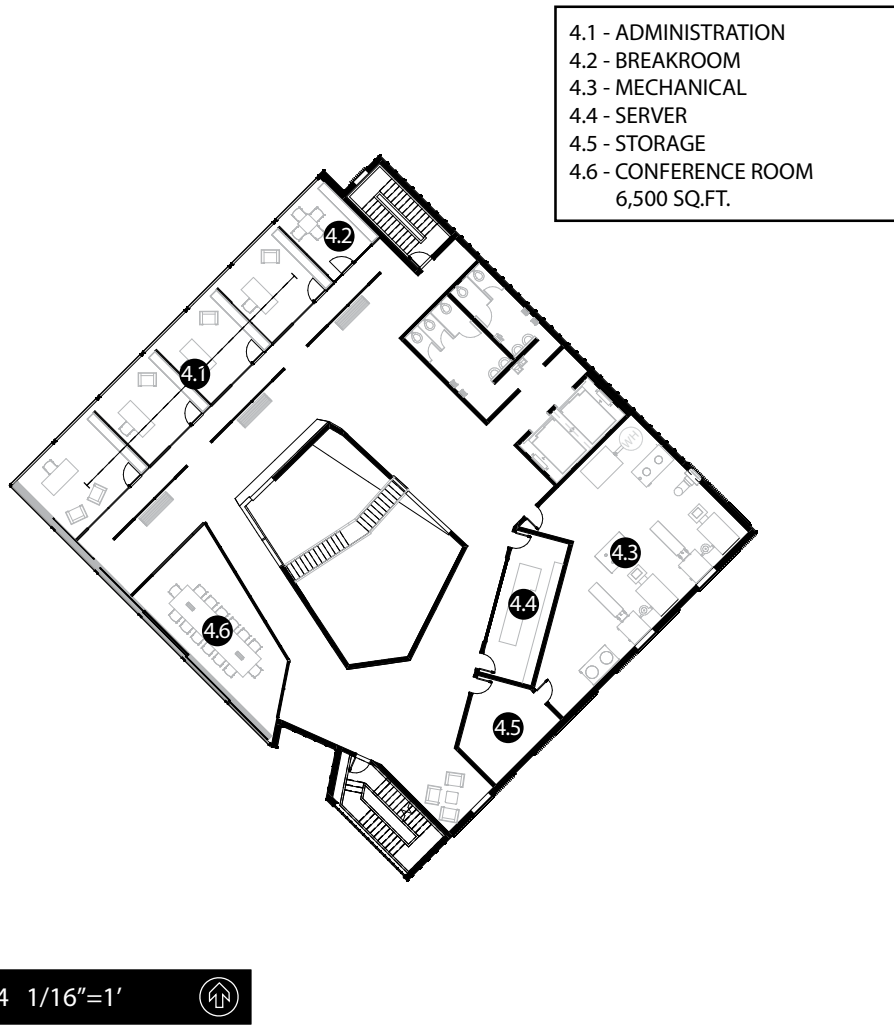 4.1 - ADMINISTRATION
4.2 - BREAKROOM
4.3 - MECHANICAL
4.4 - SERVER
4.5 - STORAGE
4.6 - CONFERENCE ROOM
6,500 SQ.FT.
4.2
4.1
WH
4.3
4.4
4.6
4.5
4 1/16"=1’